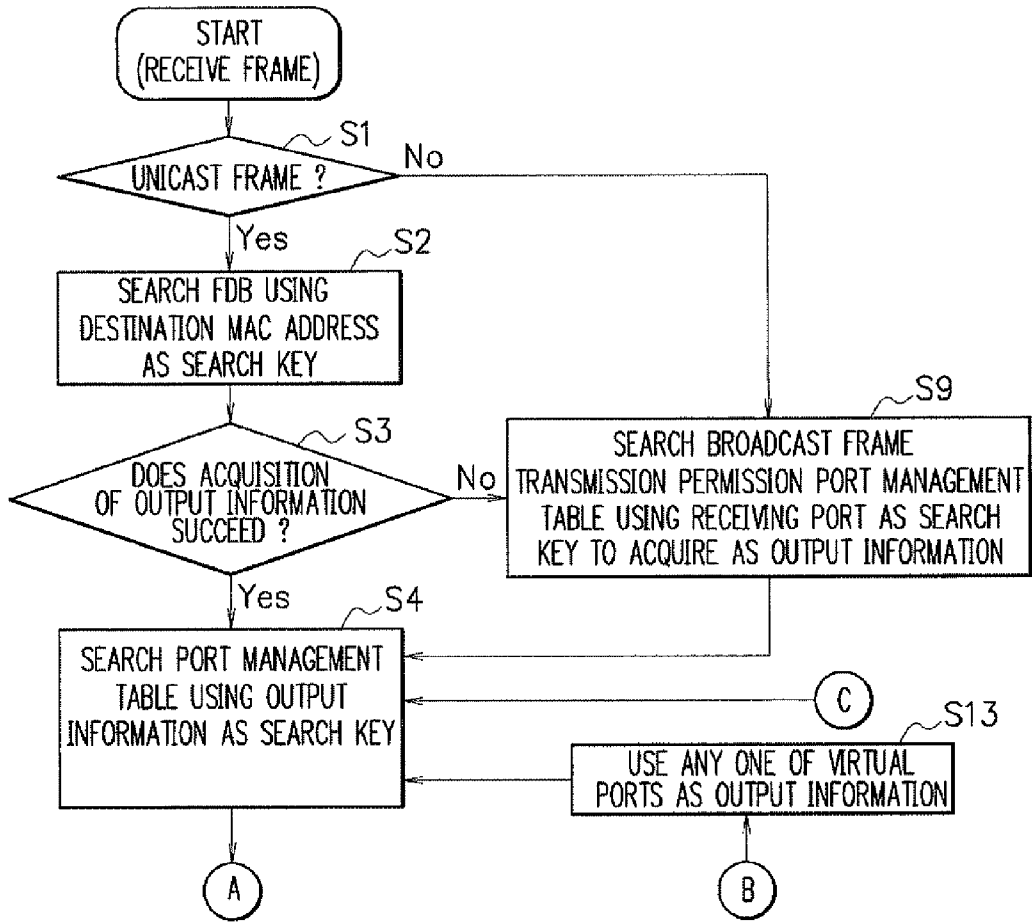 START
(RECEIVE FRAME)
S1
UNICAST FRAME ?
No
Yes
S2
SEARCH FDB USING
DESTINATION MAC ADDRESS
AS SEARCH KEY
S3
DOES ACQUISITION
OF OUTPUT INFORMATION
SUCCEED ?
No
S9
SEARCH BROADCAST FRAME
TRANSMISSION PERMISSION PORT MANAGEMENT
TABLE USING RECEIVING PORT AS SEARCH
KEY TO ACQUIRE AS OUTPUT INFORMATION
Yes
S4
SEARCH PORT MANAGEMENT
TABLE USING OUTPUT
INFORMATION AS SEARCH KEY
C
S13
USE ANY ONE OF VIRTUAL
PORTS AS OUTPUT INFORMATION
A
B